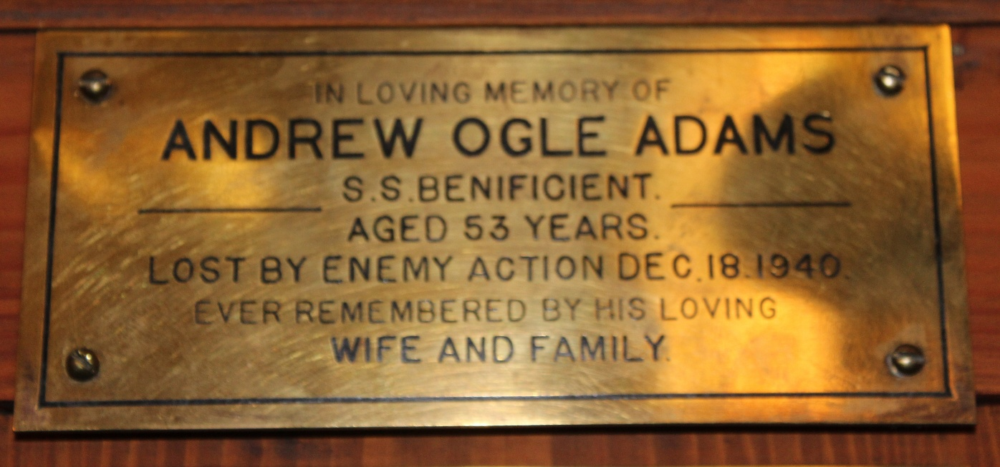 IN LOVING MEMORY OF
ANDREW OGLE ADAMS
S.S.BENIFICIENT.
AGED 53 YEARS.
LOST BY ENEMY ACTION DEC.18.1940.
EVER REMEMBERED BY HIS LOVING
WIFE AND FAMILY.